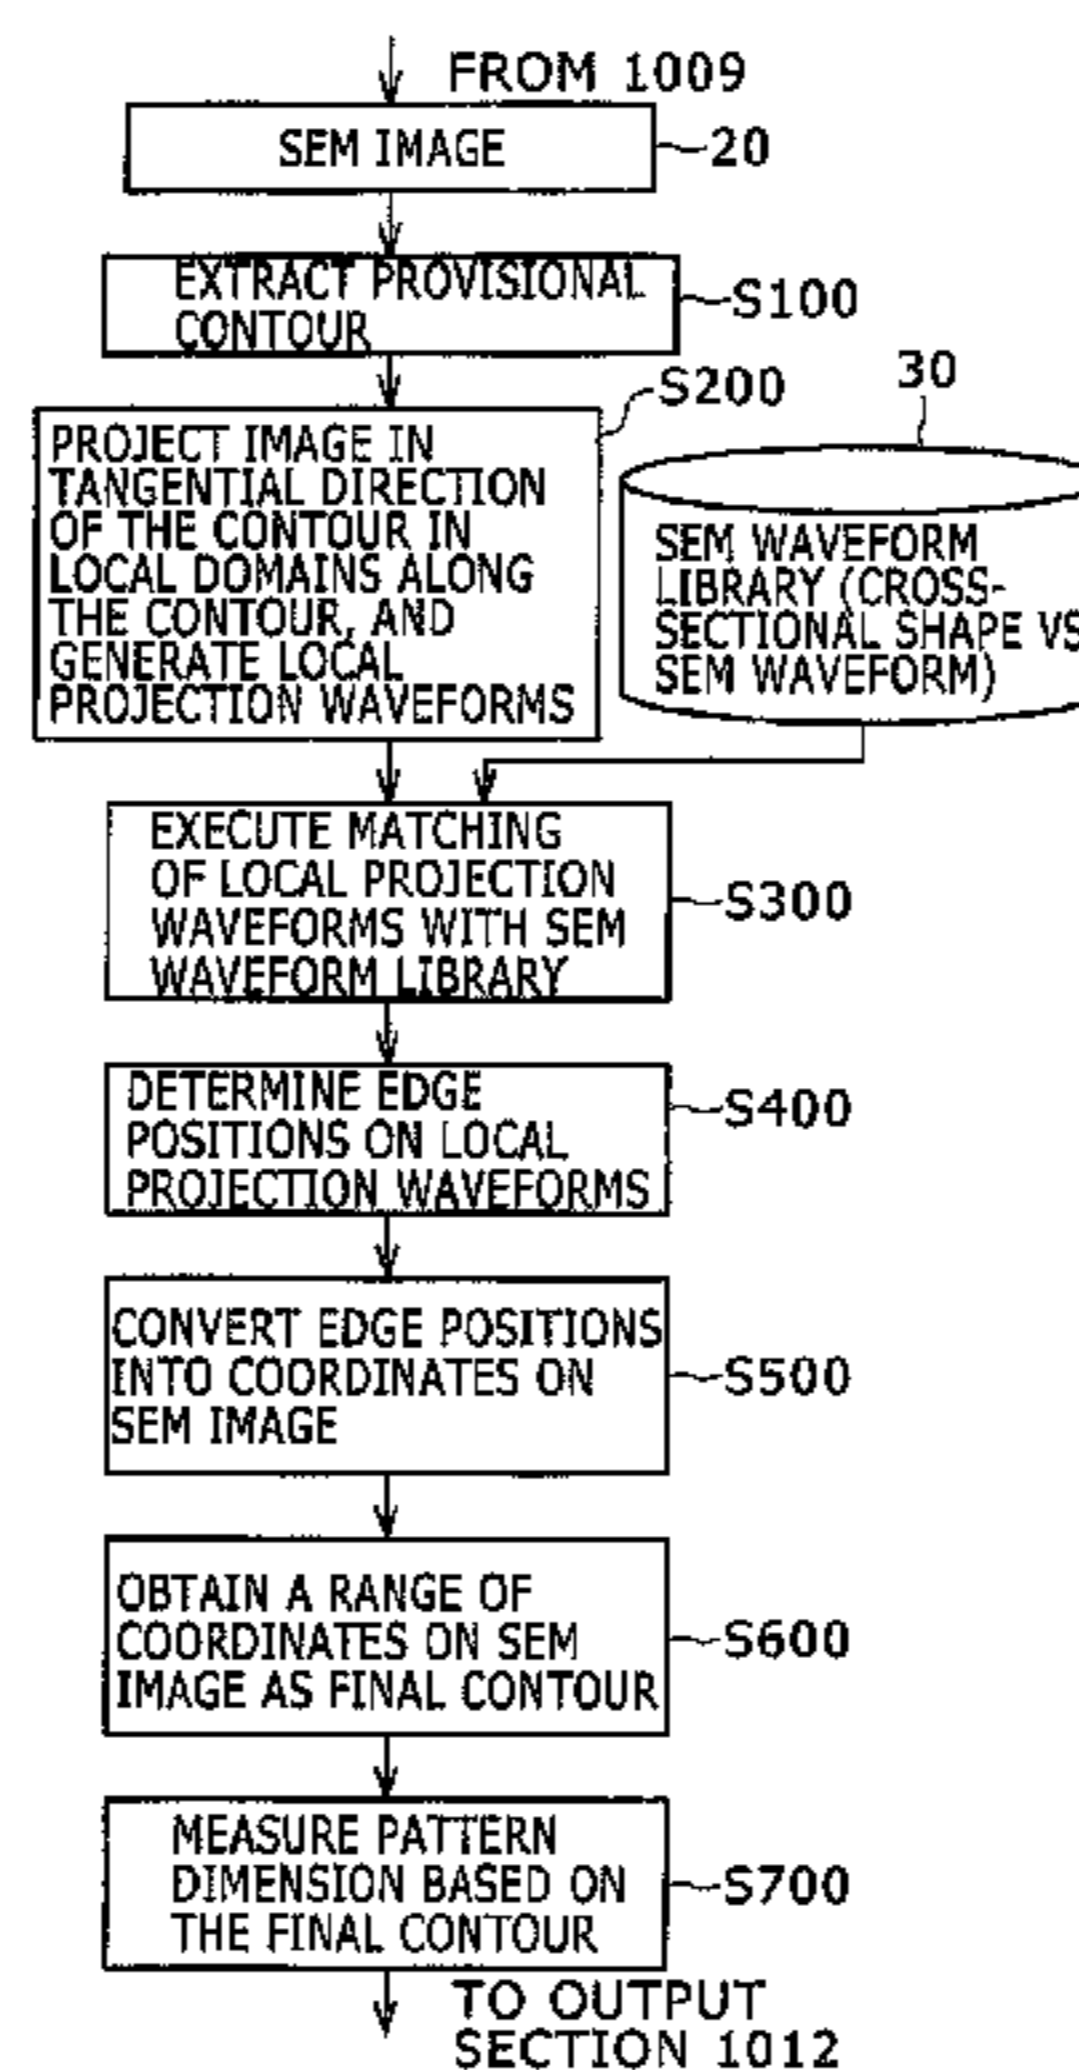 FROM 1009
SEM IMAGE
20
EXTRACT PROVISIONAL
CONTOUR
S100
S200
30
PROJECT IMAGE IN
TANGENTIAL DIRECTION
OF THE CONTOUR IN
LOCAL DOMAINS ALONG
THE CONTOUR, AND
GENERATE LOCAL
PROJECTION WAVEFORMS
SEM WAVEFORM
LIBRARY (CROSS-
SECTIONAL SHAPE VS
SEM WAVEFORM)
EXECUTE MATCHING
OF LOCAL PROJECTION
WAVEFORMS WITH SEM
WAVEFORM LIBRARY
S300
DETERMINE EDGE
POSITIONS ON LOCAL
PROJECTION WAVEFORMS
S400
CONVERT EDGE POSITIONS
INTO COORDINATES ON
SEM IMAGE
S500
OBTAIN A RANGE OF
COORDINATES ON SEM
IMAGE AS FINAL CONTOUR
S600
MEASURE PATTERN
DIMENSION BASED ON
THE FINAL CONTOUR
S700
TO OUTPUT
SECTION 1012